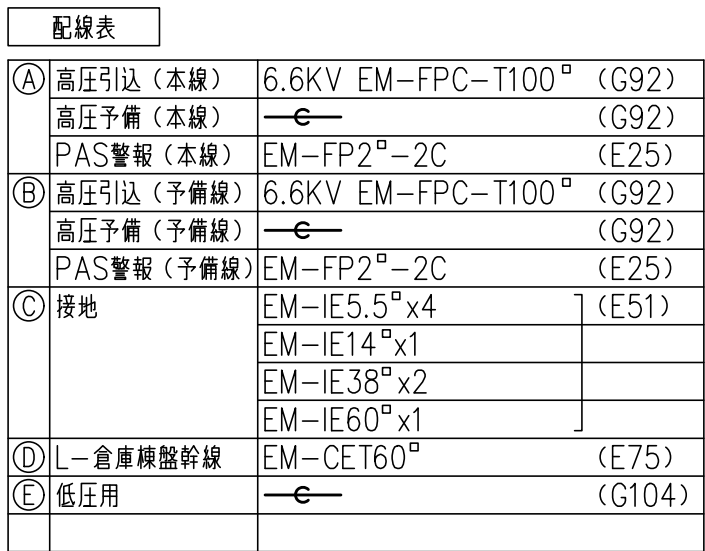 配線表
Ⓐ 高圧引込（本線） 6.6KV EM-FPC-T100□ （G92）
高圧予備（本線） （G92）
PAS警報（本線） EM-FP2□-2C （E25）
Ⓑ 高圧引込（予備線） 6.6KV EM-FPC-T100□ （G92）
高圧予備（予備線） （G92）
PAS警報（予備線） EM-FP2□-2C （E25）
Ⓒ 接地 EM-IE5.5□x4 （E51）
EM-IE14□x1
EM-IE38□x2
EM-IE60□x1
Ⓓ L-倉庫棟盤幹線 EM-CET60□ （E75）
Ⓔ 低圧用 （G104）